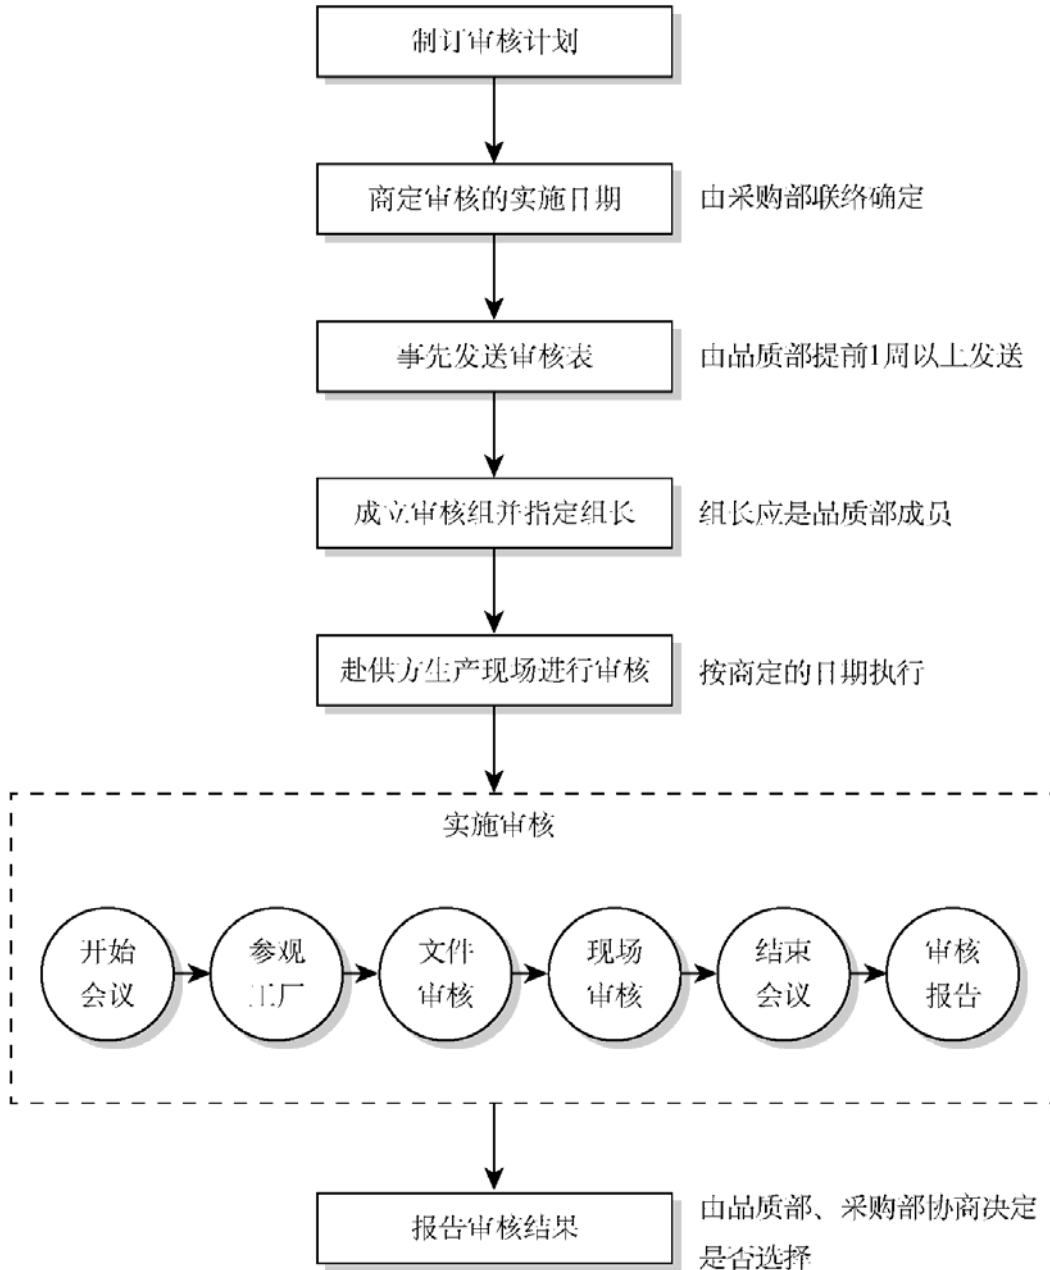 制订审核计划
商定审核的实施日期
由采购部联络确定
事先发送审核表
由品质部提前1周以上发送
成立审核组并指定组长
组长应是品质部成员
赴供方生产现场进行审核
按商定的日期执行
实施审核
开始
会议
参观
工厂
文件
审核
现场
审核
结束
会议
审核
报告
报告审核结果
由品质部、采购部协商决定
是否选择